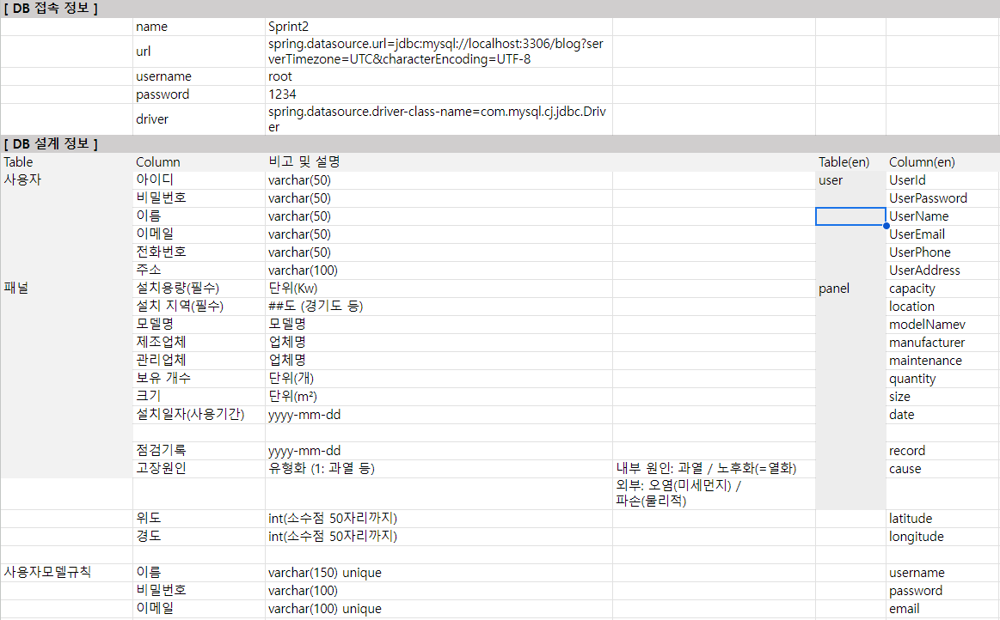 [ DB 접속 정보 ]
name Sprint2
url spring.datasource.url=jdbc:mysql://localhost:3306/blog?ser
verTimezone=UTC&characterEncoding=UTF-8
username root
password 1234
driver spring.datasource.driver-class-name=com.mysql.cj.jdbc.Driv
er
[ DB 설계 정보 ]
Table Column 비고 및 설명 Table(en) Column(en)
사용자 아이디 varchar(50) user UserId
비밀번호 varchar(50) UserPassword
이름 varchar(50) UserName
이메일 varchar(50) UserEmail
전화번호 varchar(50) UserPhone
주소 varchar(100) UserAddress
패널 설치용량(필수) 단위(Kw) panel capacity
설치 지역(필수) ##도 (경기도 등) location
모델명 모델명 modelNamev
제조업체 업체명 manufacturer
관리업체 업체명 maintenance
보유 개수 단위(개) quantity
크기 단위(m²) size
설치일자(사용기간) yyyy-mm-dd date
점검기록 yyyy-mm-dd record
고장원인 유형화 (1: 과열 등) 내부 원인: 과열 / 노후화(=열화) cause
외부: 오염(미세먼지) /
파손(물리적)
위도 int(소수점 50자리까지) latitude
경도 int(소수점 50자리까지) longitude
사용자모델규칙 이름 varchar(150) unique username
비밀번호 varchar(100) password
이메일 varchar(100) unique email